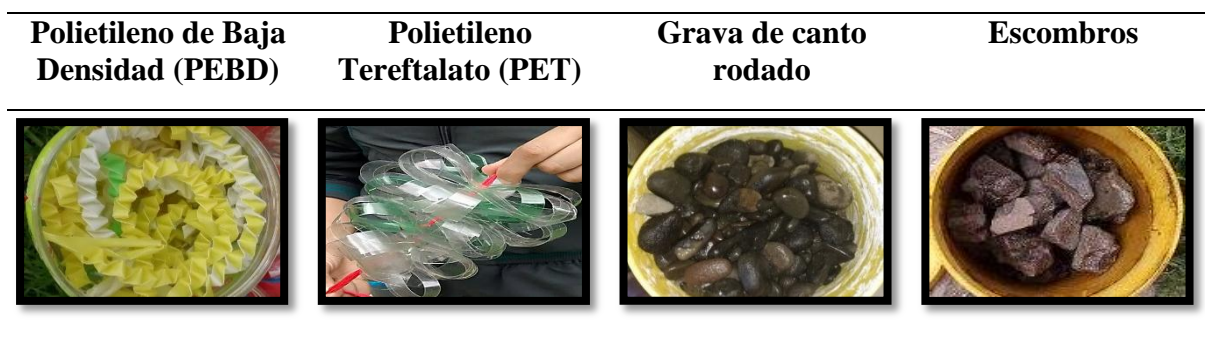 Polietileno de Baja
Densidad (PEBD)
Polietileno
Tereftalato (PET)
Grava de canto
rodado
Escombros